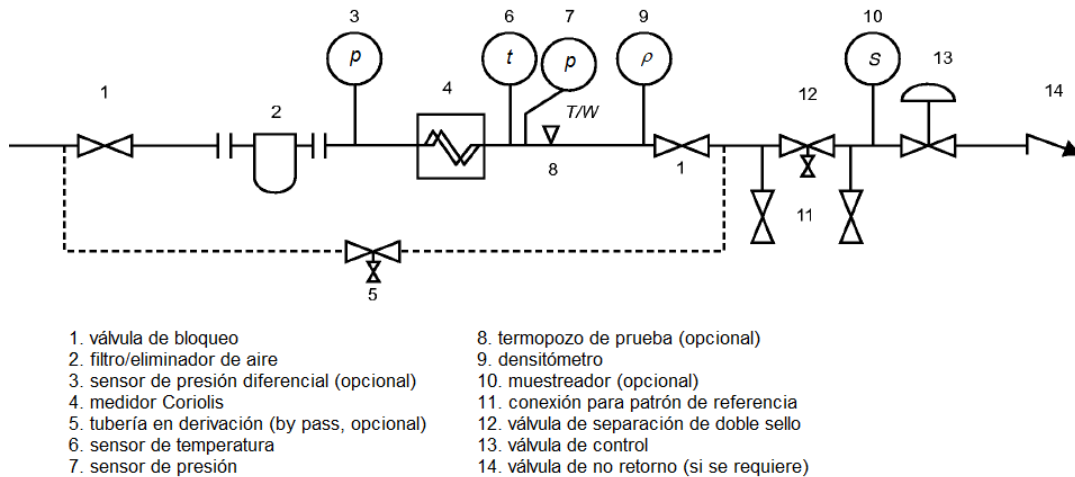 3
6
7
9
10
p
t
p
ρ
S
13
1
2
4
T/W
12
14
8
1
11
5
1. válvula de bloqueo
2. filtro/eliminador de aire
3. sensor de presión diferencial (opcional)
4. medidor Coriolis
5. tubería en derivación (by pass, opcional)
6. sensor de temperatura
7. sensor de presión
8. termopozo de prueba (opcional)
9. densitómetro
10. muestreador (opcional)
11. conexión para patrón de referencia
12. válvula de separación de doble sello
13. válvula de control
14. válvula de no retorno (si se requiere)